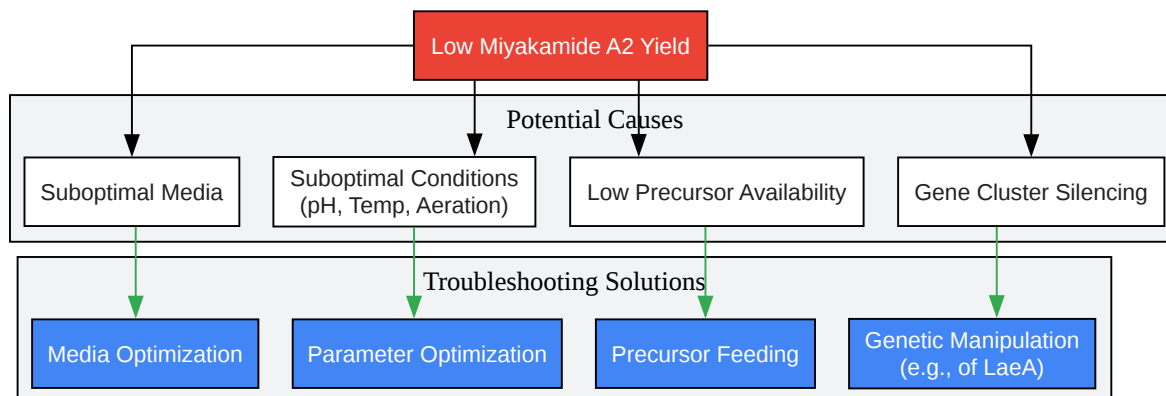 Low Miyakamide A2 Yield
Potential Causes
Suboptimal Media
Suboptimal Conditions
(pH, Temp, Aeration)
Low Precursor Availability
Gene Cluster Silencing
Troubleshooting Solutions
Media Optimization
Parameter Optimization
Precursor Feeding
Genetic Manipulation
(e.g., of LaeA)